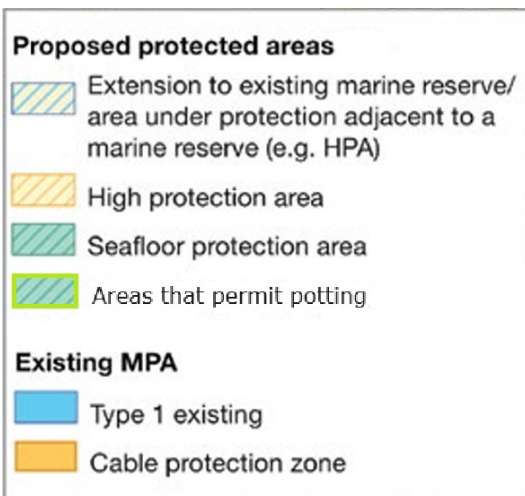 Proposed protected areas
Extension to existing marine reserve/
area under protection adjacent to a
marine reserve (e.g. HPA)
High protection area
Seafloor protection area
Areas that permit potting
Existing MPA
Type 1 existing
Cable protection zone